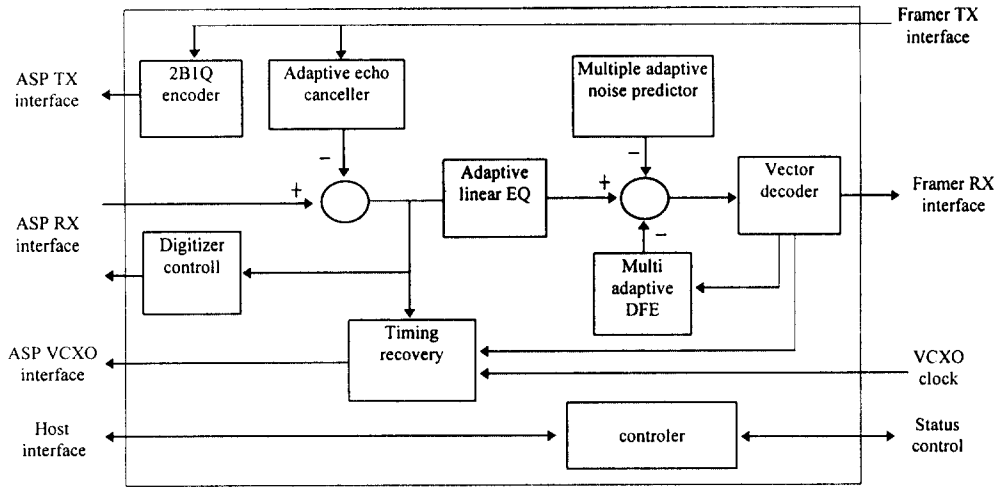 Framer TX
interface
ASP TX
interface
2B1Q
encoder
Adaptive echo
canceller
Multiple adaptive
noise predictor
−
−
+
Adaptive
linear EQ
+
Vector
decoder
Framer RX
interface
ASP RX
interface
Digitizer
controll
−
Multi
adaptive
DFE
Timing
recovery
ASP VCXO
interface
VCXO
clock
Host
interface
controler
Status
control